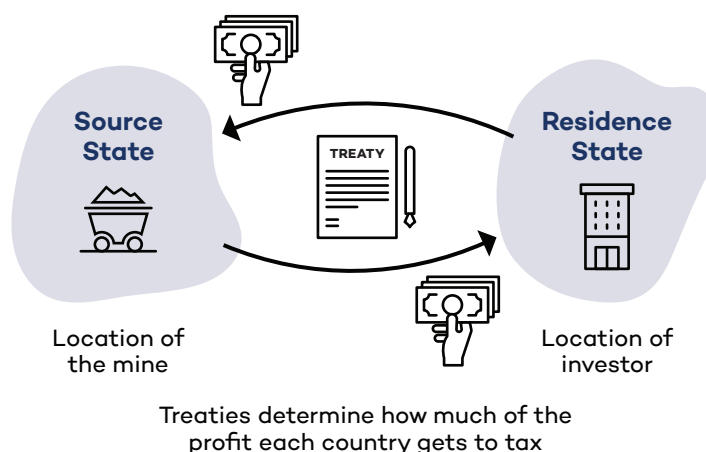 Source
State
TREATY
Residence
State
Location of
the mine
Location of
investor
Treaties determine how much of the
profit each country gets to tax